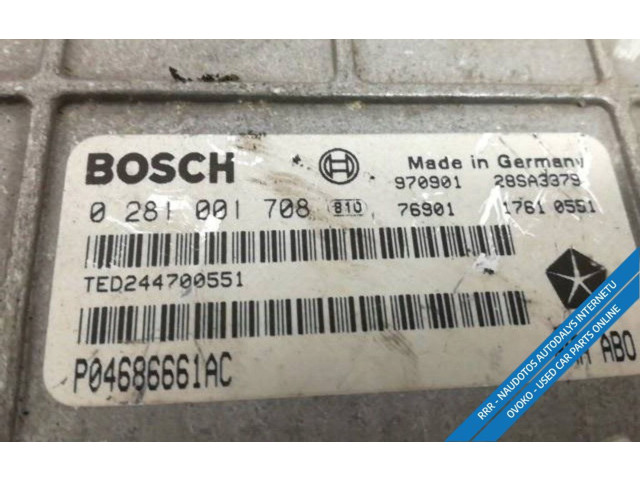 BOSCH
Made in Germany
970901 28SA3379
0 281 001 708 810 76901 1761 0551
TED244700551
P04686661AC
ABO
RRR - NAUDOTOS AUTODALYS INTERNETU
OVOKO - USED CAR PARTS ONLINE